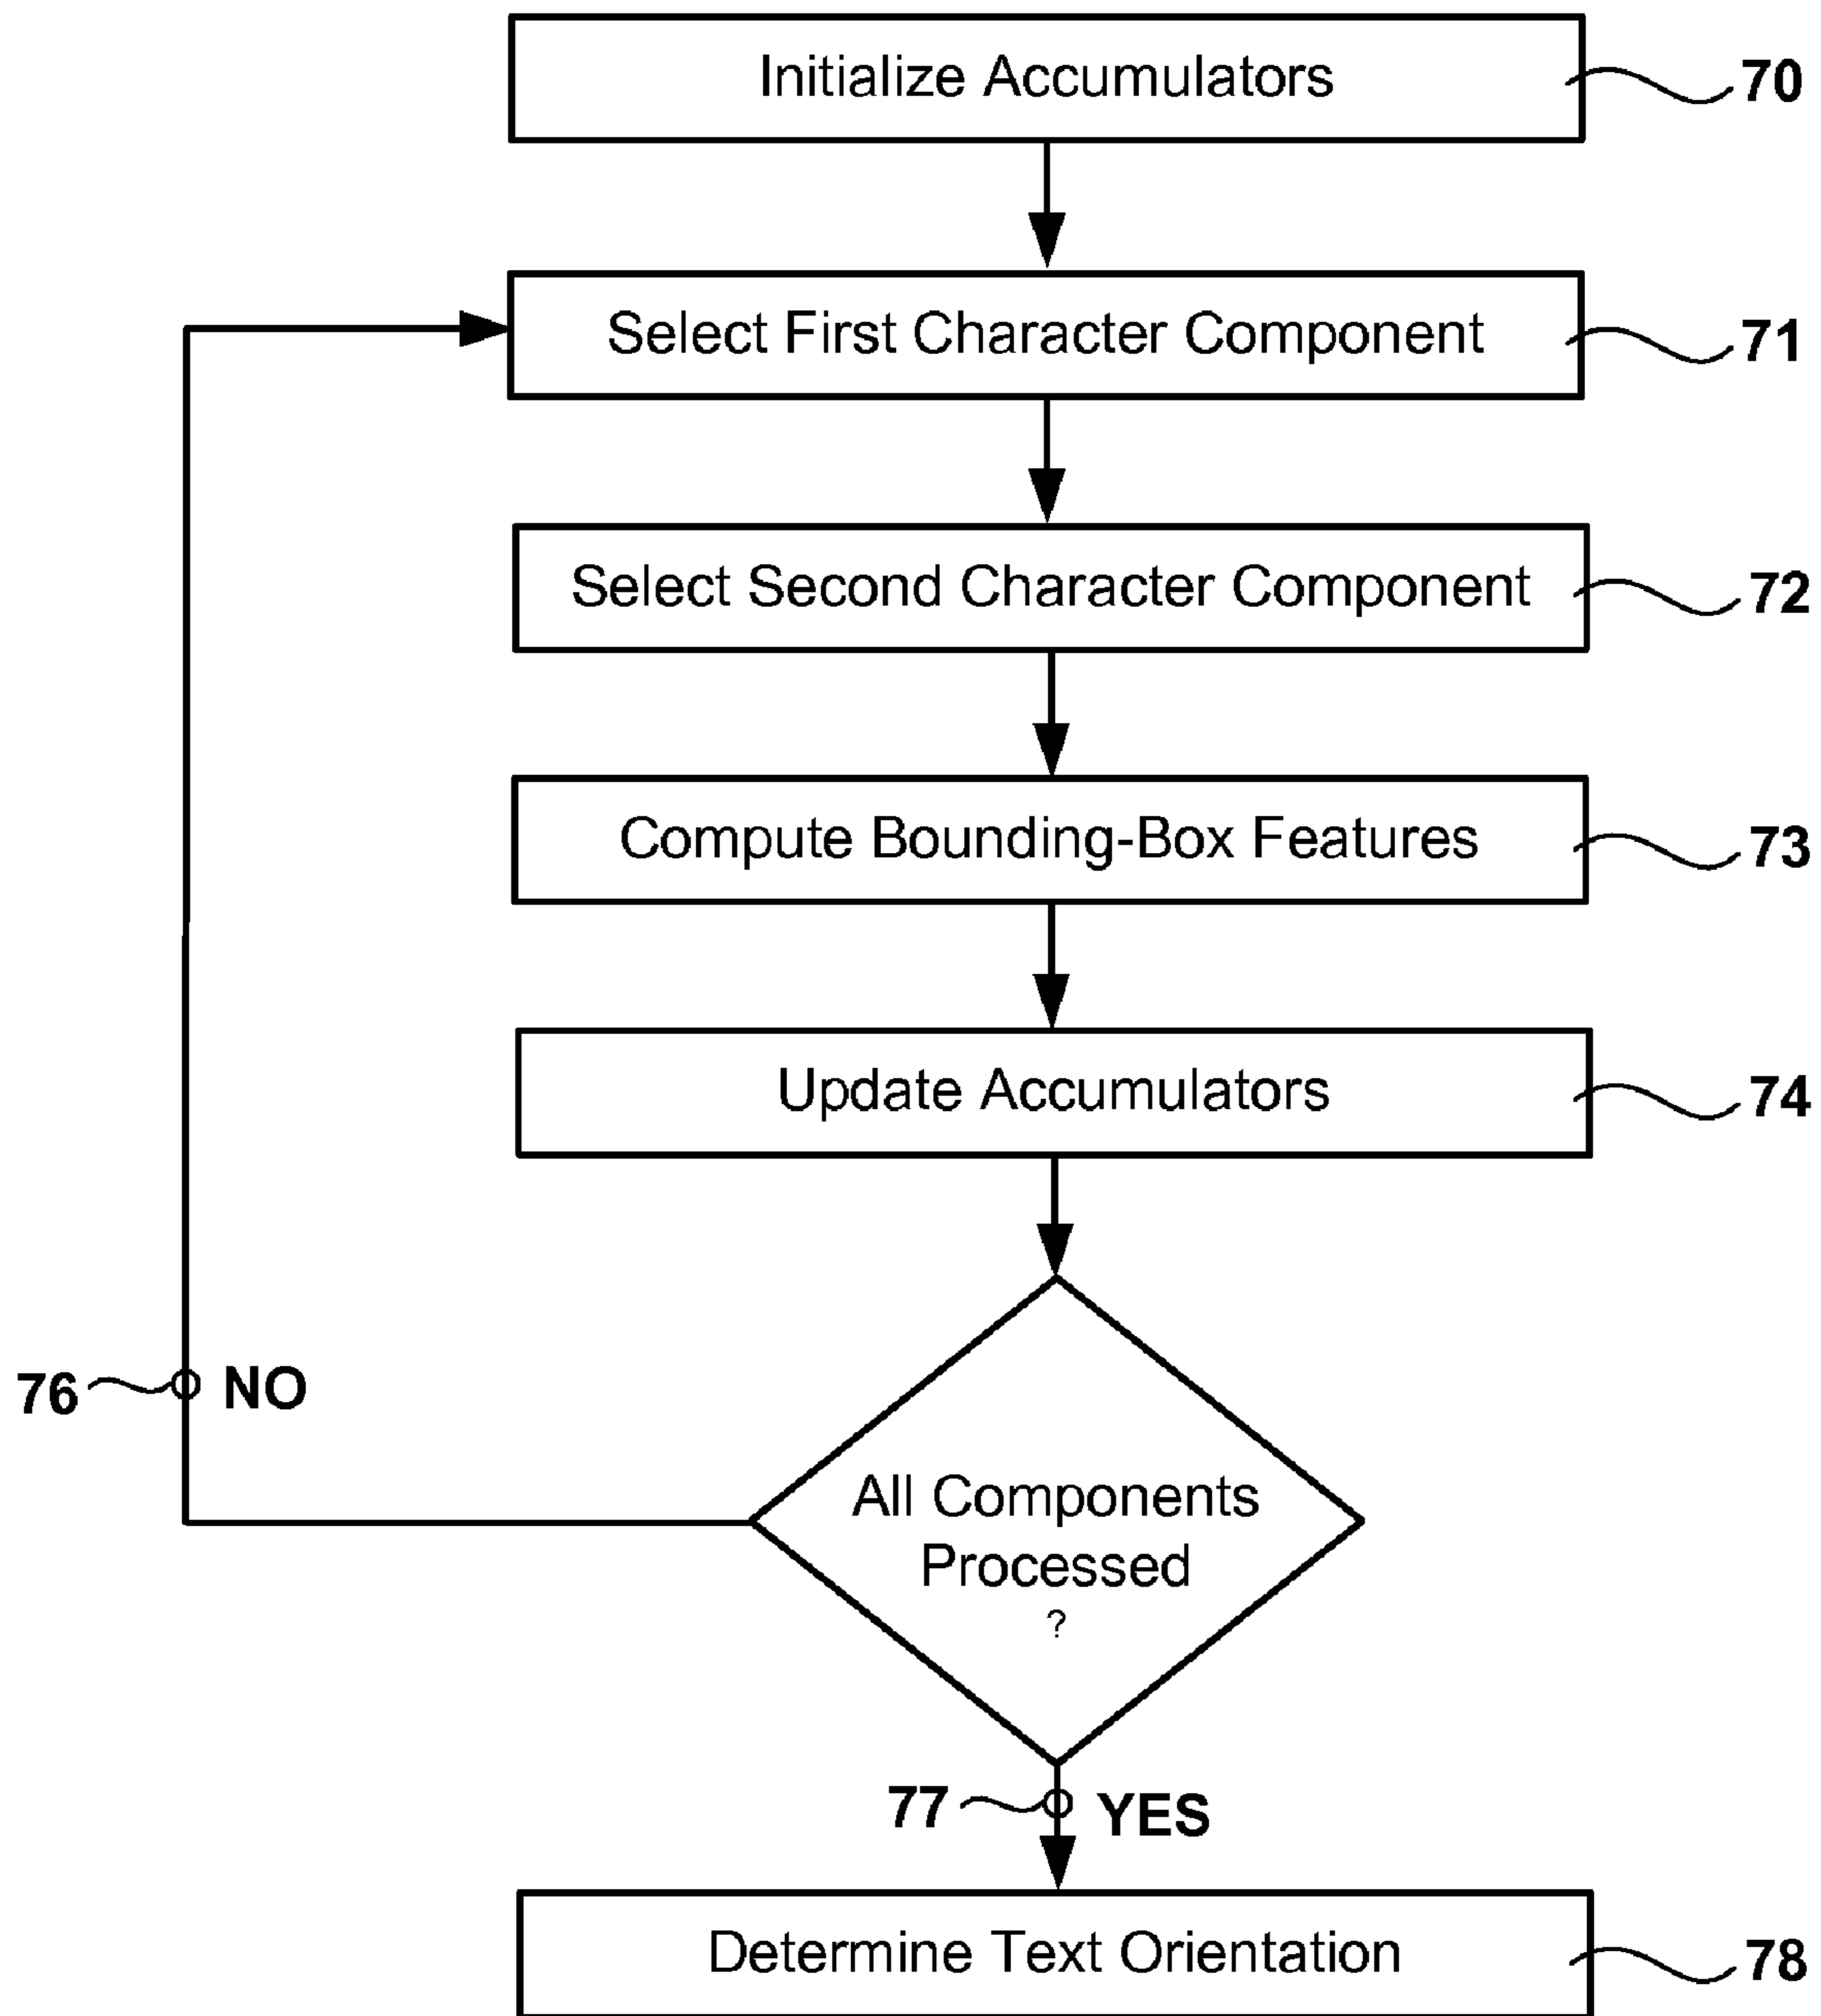 Initialize Accumulators
70
Select First Character Component
71
Select Second Character Component
72
Compute Bounding-Box Features
73
Update Accumulators
74
76
NO
All Components
Processed
?
77
YES
Determine Text Orientation
78